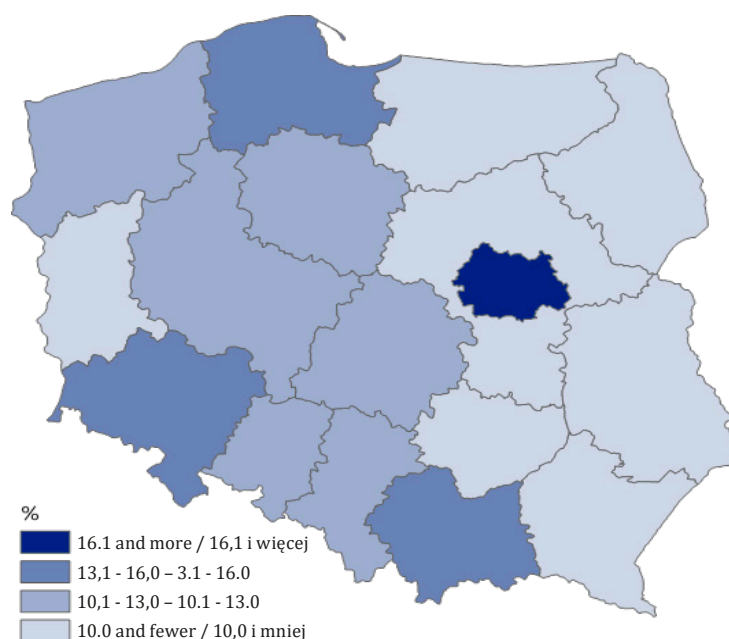 %
16.1 and more / 16,1 i więcej
13,1 - 16,0 – 3.1 - 16.0
10,1 - 13,0 – 10.1 - 13.0
10.0 and fewer / 10,0 i mniej